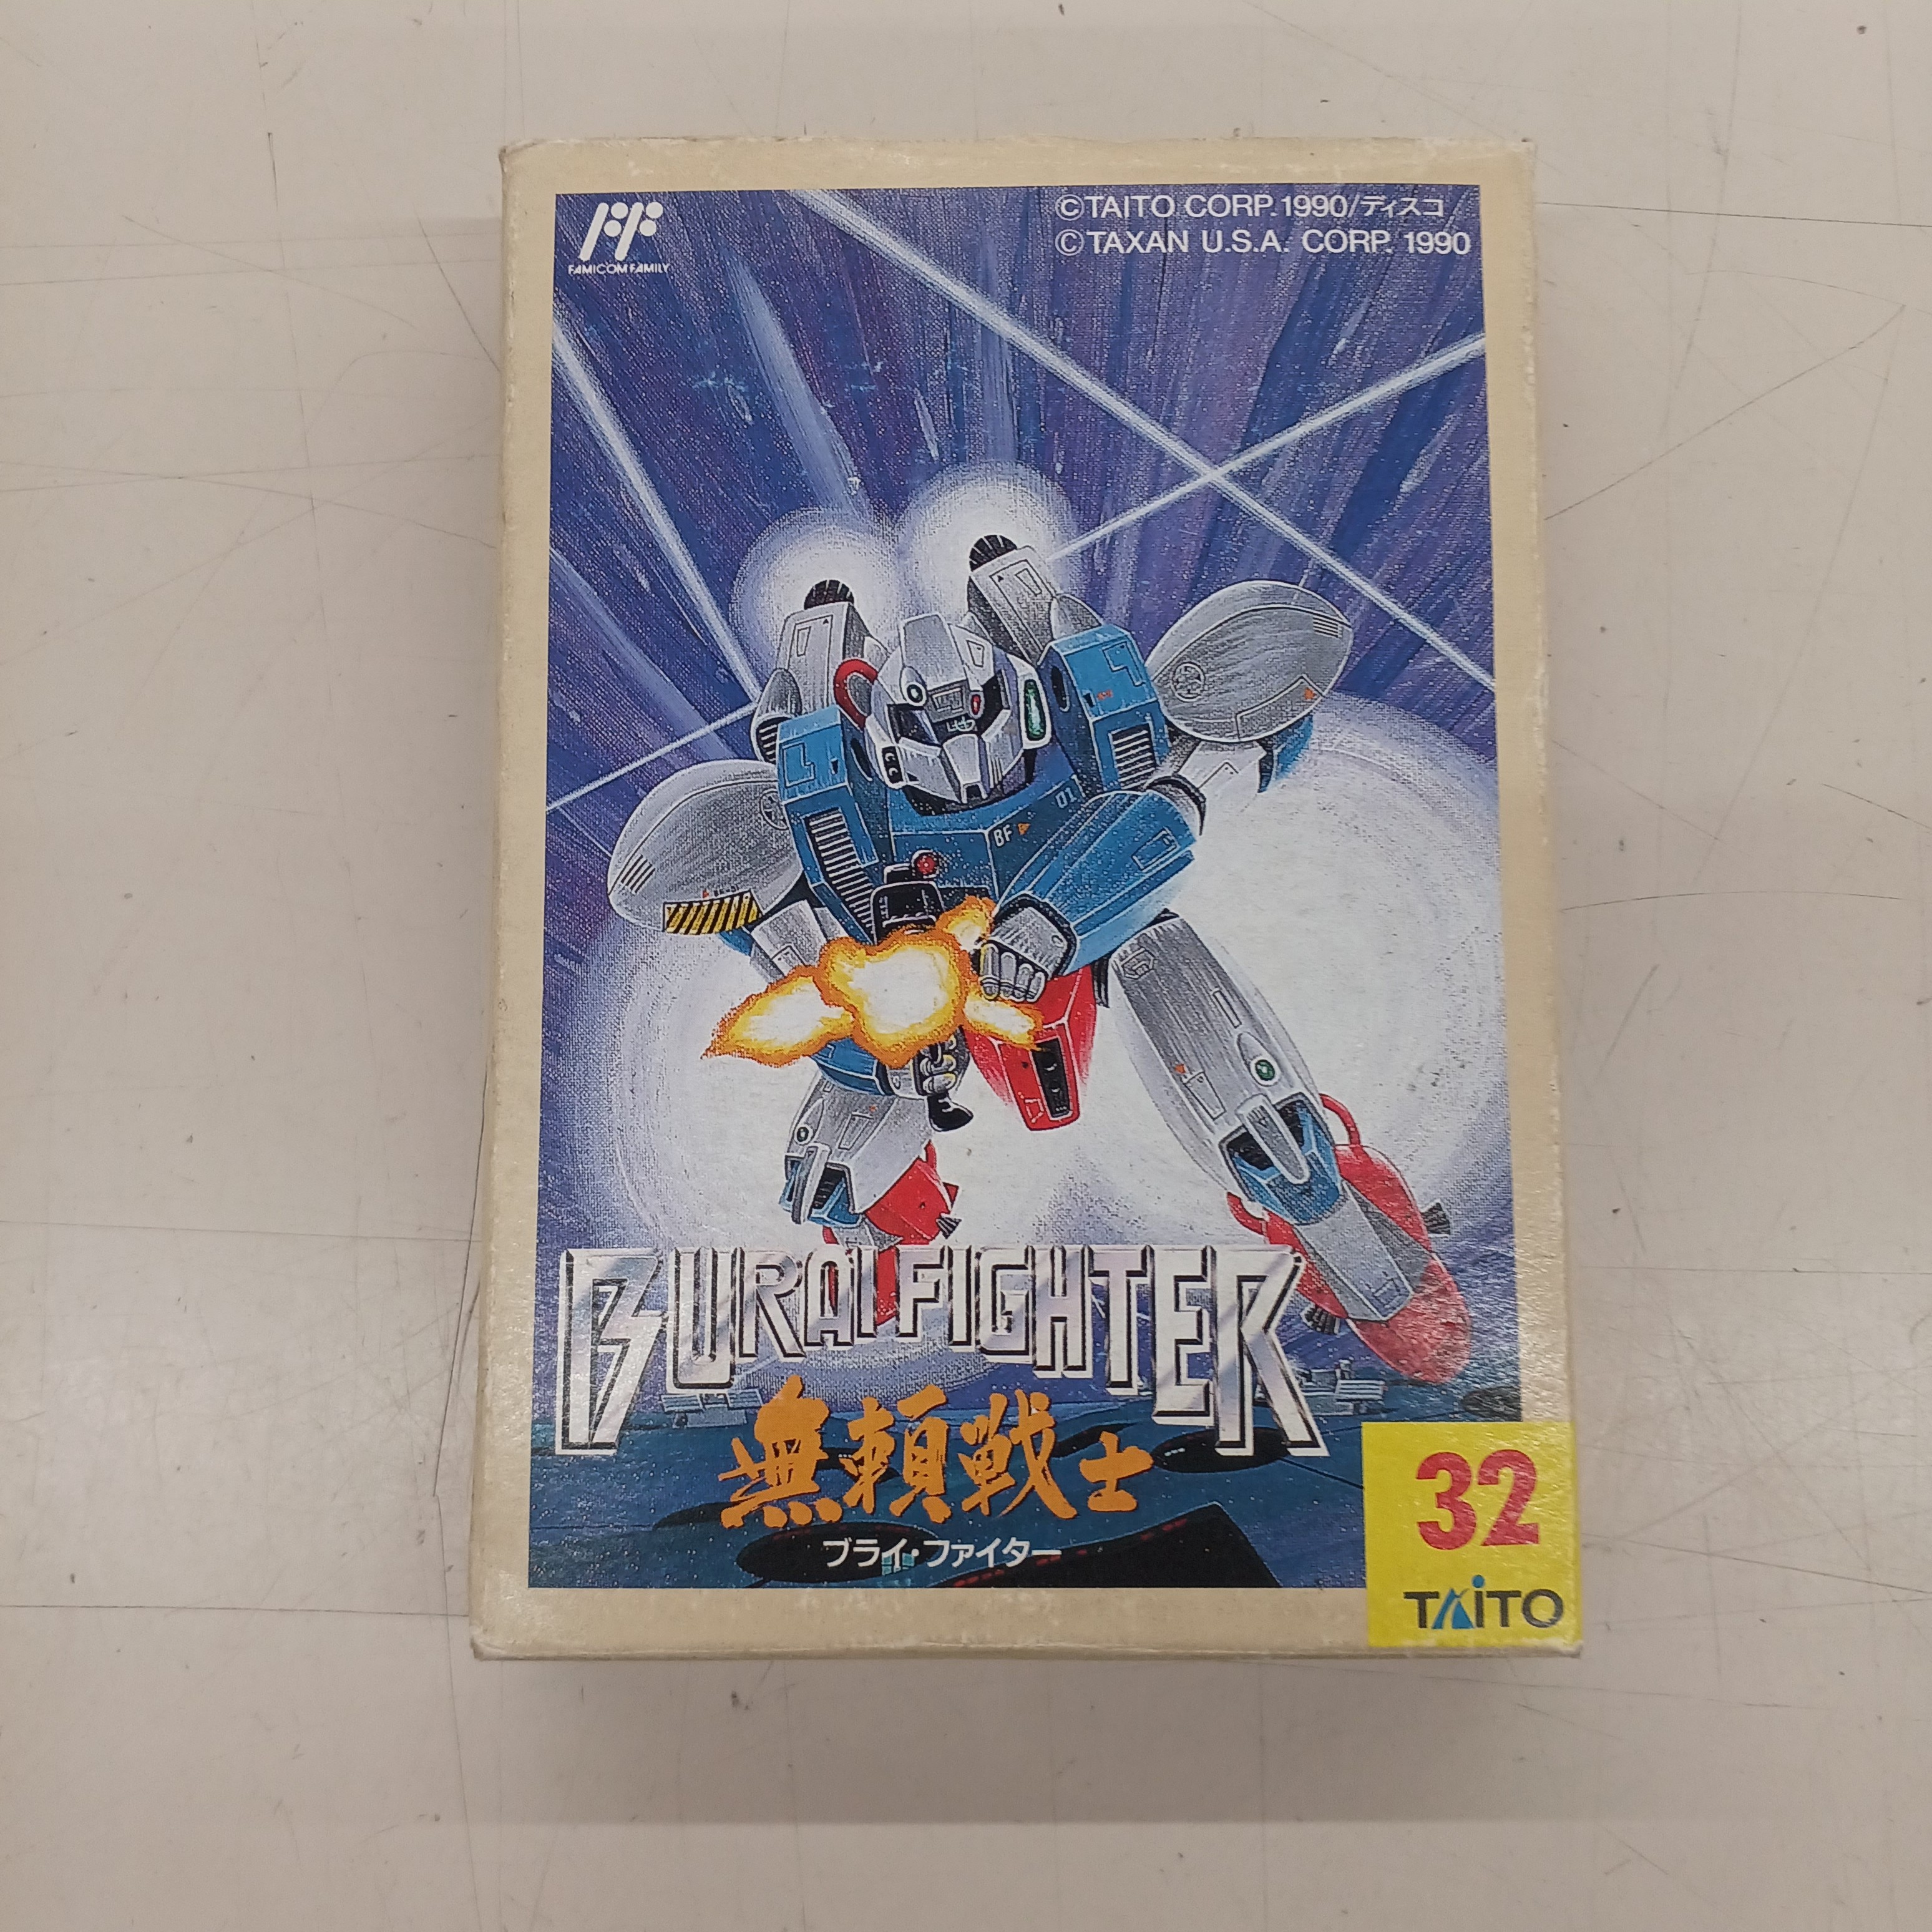 FAMICOM FAMILY
©TAITO CORP. 1990/ディスコ
©TAXAN U.S.A. CORP. 1990
01
BF
BURAI FIGHTER
無頼戦士
ブライ・ファイター
32
TAITO